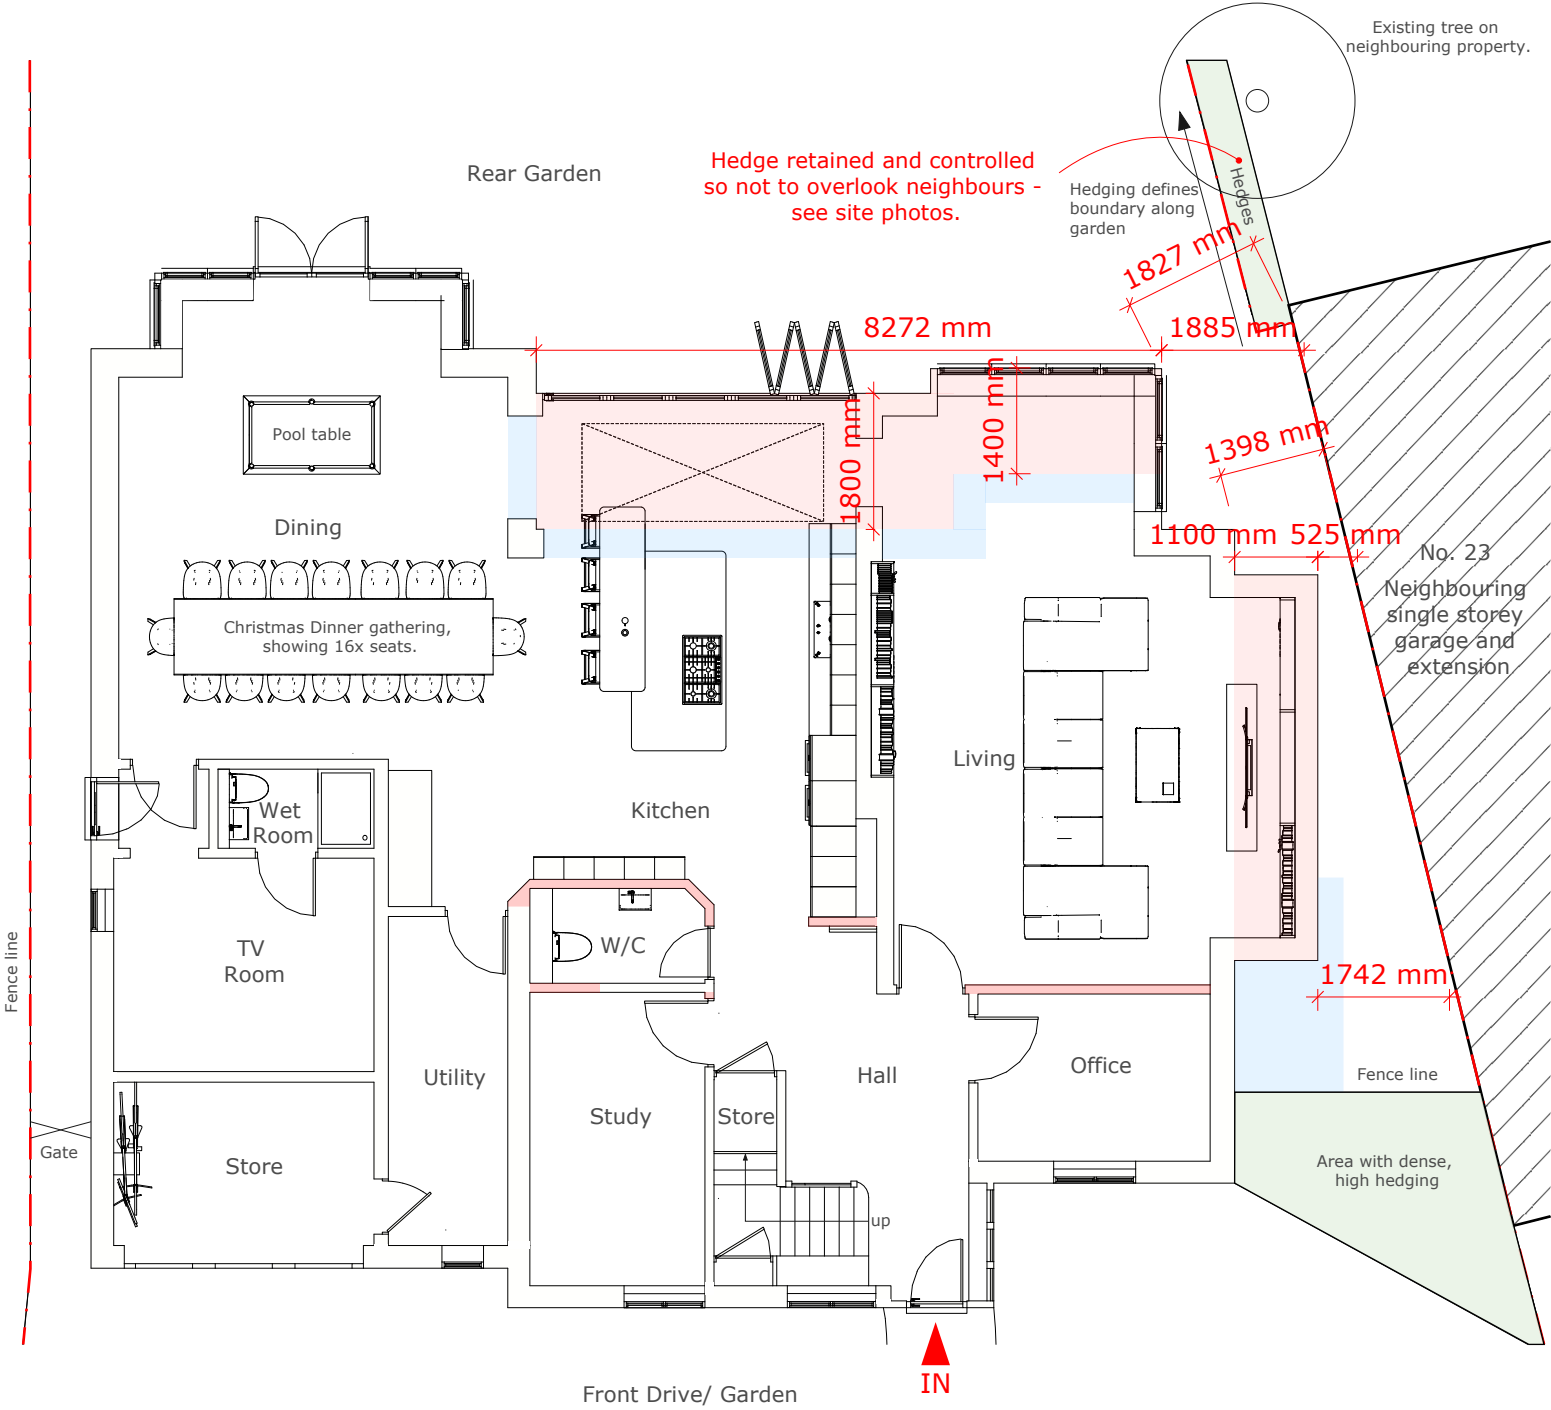 Existing tree on
neighbouring property.
Rear Garden
Hedge retained and controlled
so not to overlook neighbours -
see site photos.
Hedging defines
boundary along
garden
Hedges
1827 mm
8272 mm
1885 mm
1400 mm
1800 mm
1398 mm
1100 mm
525 mm
Pool table
Dining
No. 23
Neighbouring
single storey
garage and
extension
Christmas Dinner gathering,
showing 16x seats.
Living
Kitchen
Wet
Room
TV
Room
W/C
1742 mm
Fence line
Utility
Study
Store
Hall
Office
Fence line
Gate
Store
up
Area with dense,
high hedging
IN
Front Drive/ Garden